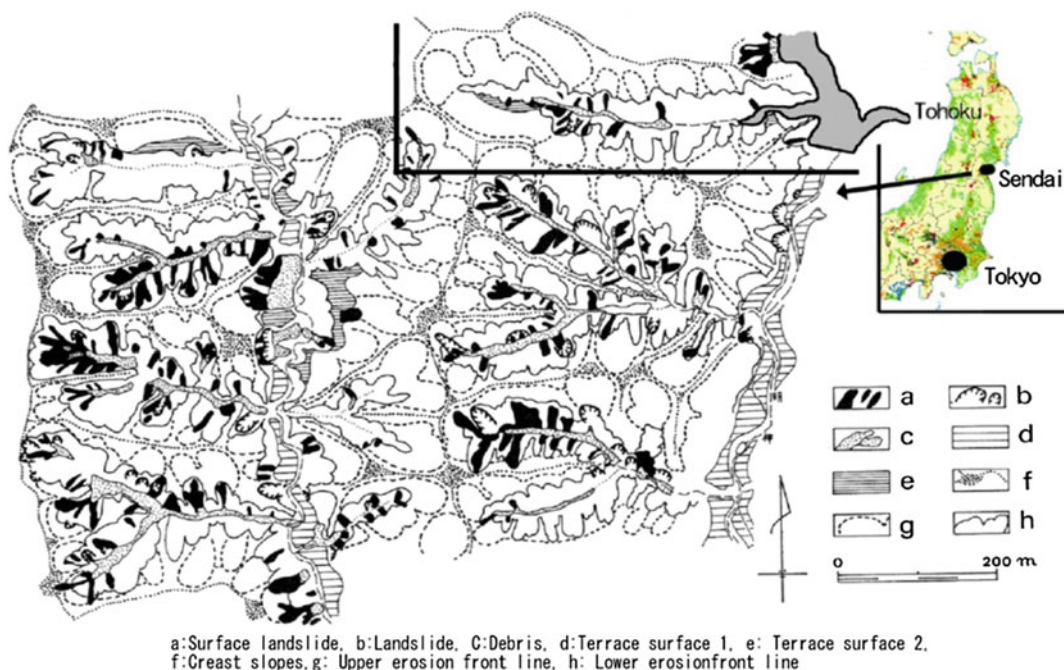 Tohoku
Sendai
Tokyo
a
b
c
d
e
f
g
h
0 200 m
a:Surface landslide, b:Landslide, C:Debris, d:Terrace surface 1, e: Terrace surface 2,
f:Creast slopes, g: Upper erosion front line, h: Lower erosionfront line